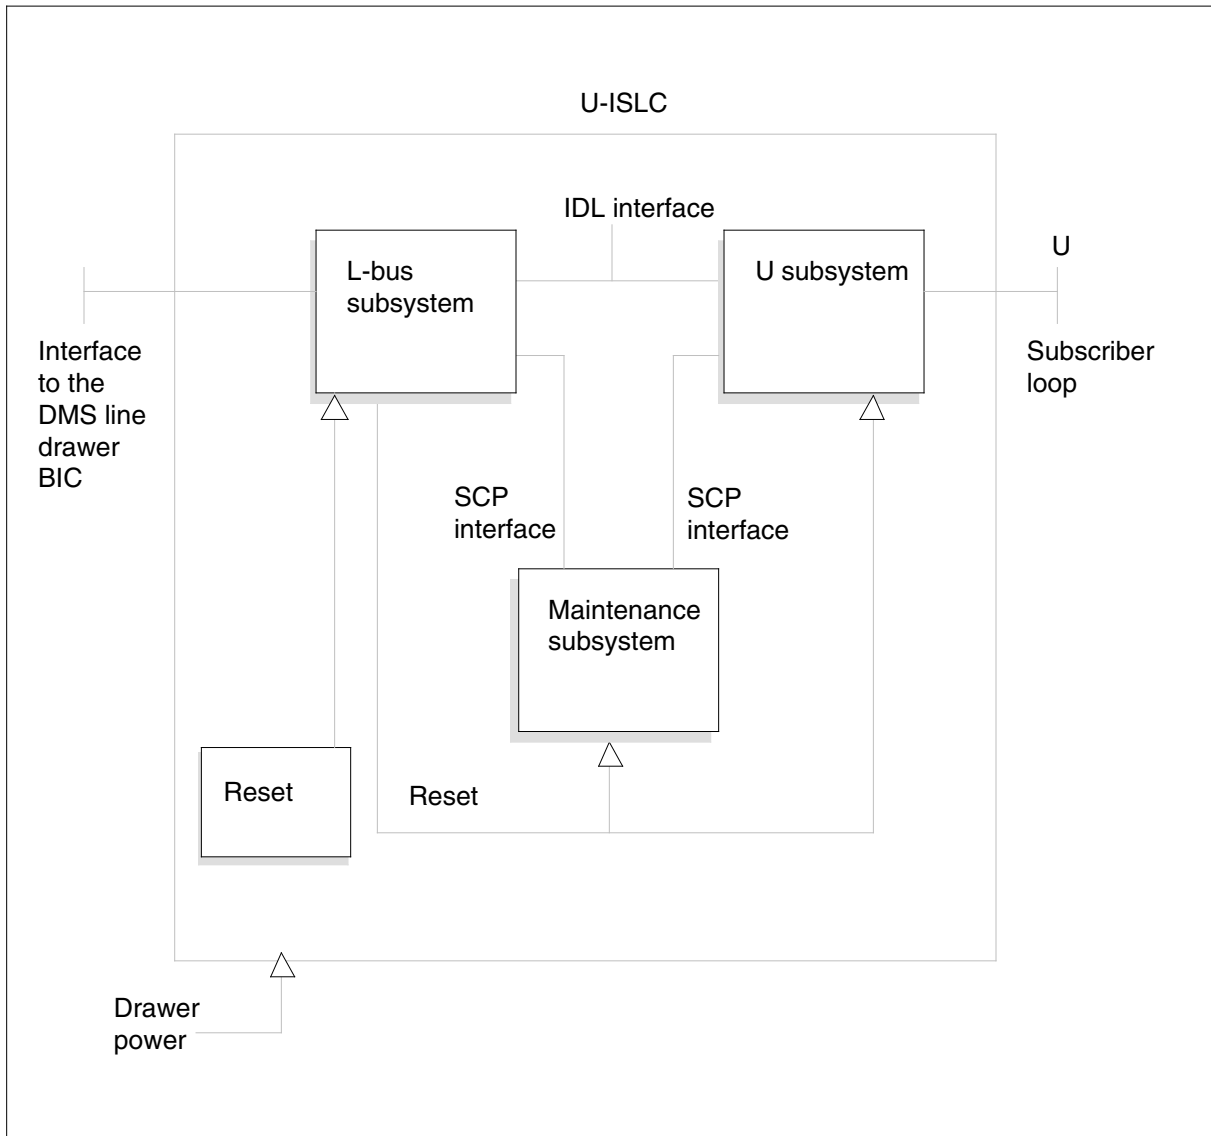 U-ISLC
IDL interface
L-bus
subsystem
U subsystem
U
Interface
to the
DMS line
drawer
BIC
Subscriber
loop
SCP
interface
SCP
interface
Maintenance
subsystem
Reset
Reset
Drawer
power